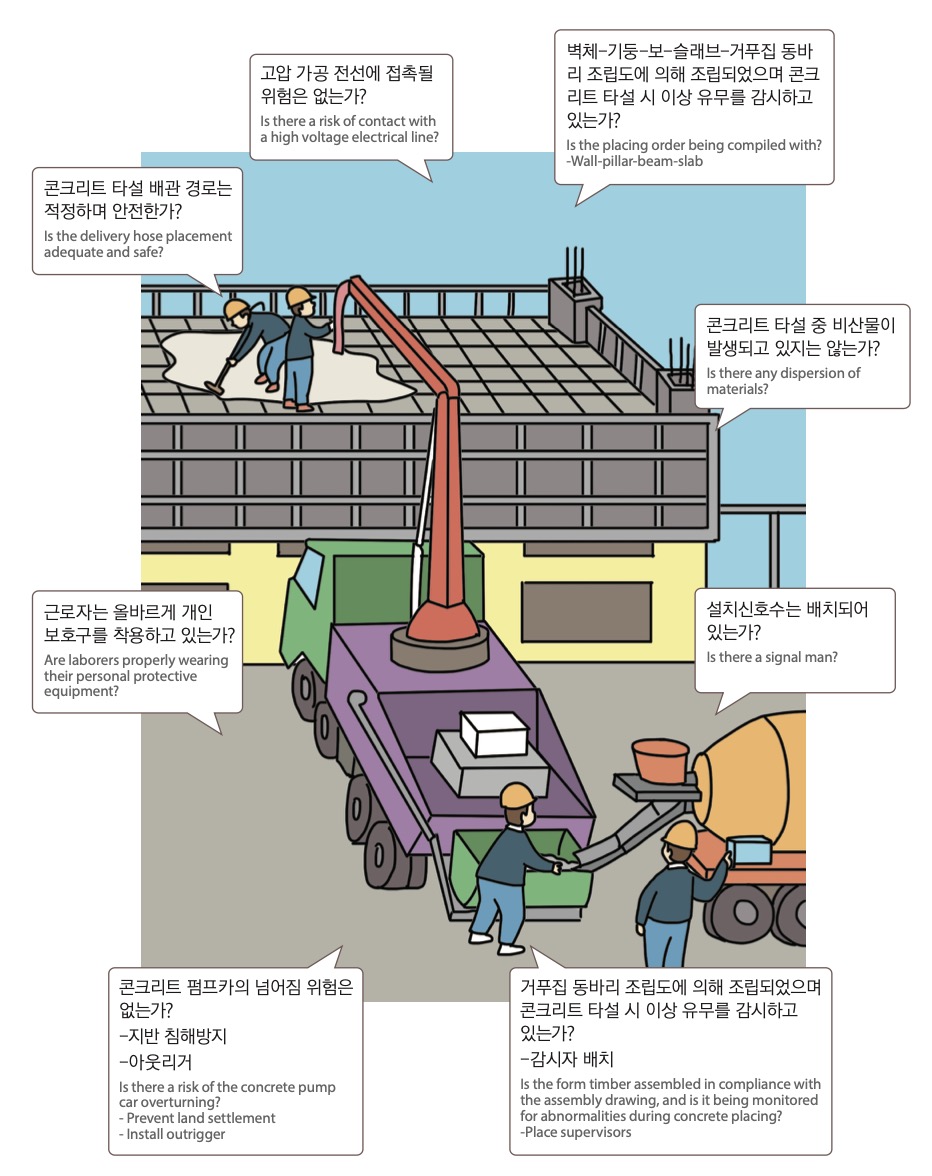 고압 가공 전선에 접촉될
위험은 없는가?
Is there a risk of contact with
a high voltage electrical line?
벽체-기둥-보-슬래브-거푸집 동바
리 조립도에 의해 조립되었으며 콘크
리트 타설 시 이상 유무를 감시하고
있는가?
Is the placing order being compiled with?
-Wall-pillar-beam-slab
콘크리트 타설 배관 경로는
적정하며 안전한가?
Is the delivery hose placement
adequate and safe?
콘크리트 타설 중 비산물이
발생되고 있지는 않는가?
Is there any dispersion of
materials?
근로자는 올바르게 개인
보호구를 착용하고 있는가?
Are laborers properly wearing
their personal protective
equipment?
설치신호수는 배치되어
있는가?
Is there a signal man?
콘크리트 펌프카의 넘어짐 위험은
없는가?
-지반 침해방지
-아웃리거
Is there a risk of the concrete pump
car overturning?
- Prevent land settlement
- Install outrigger
거푸집 동바리 조립도에 의해 조립되었으며
콘크리트 타설 시 이상 유무를 감시하고
있는가?
-감시자 배치
Is the form timber assembled in compliance with
the assembly drawing, and is it being monitored
for abnormalities during concrete placing?
-Place supervisors